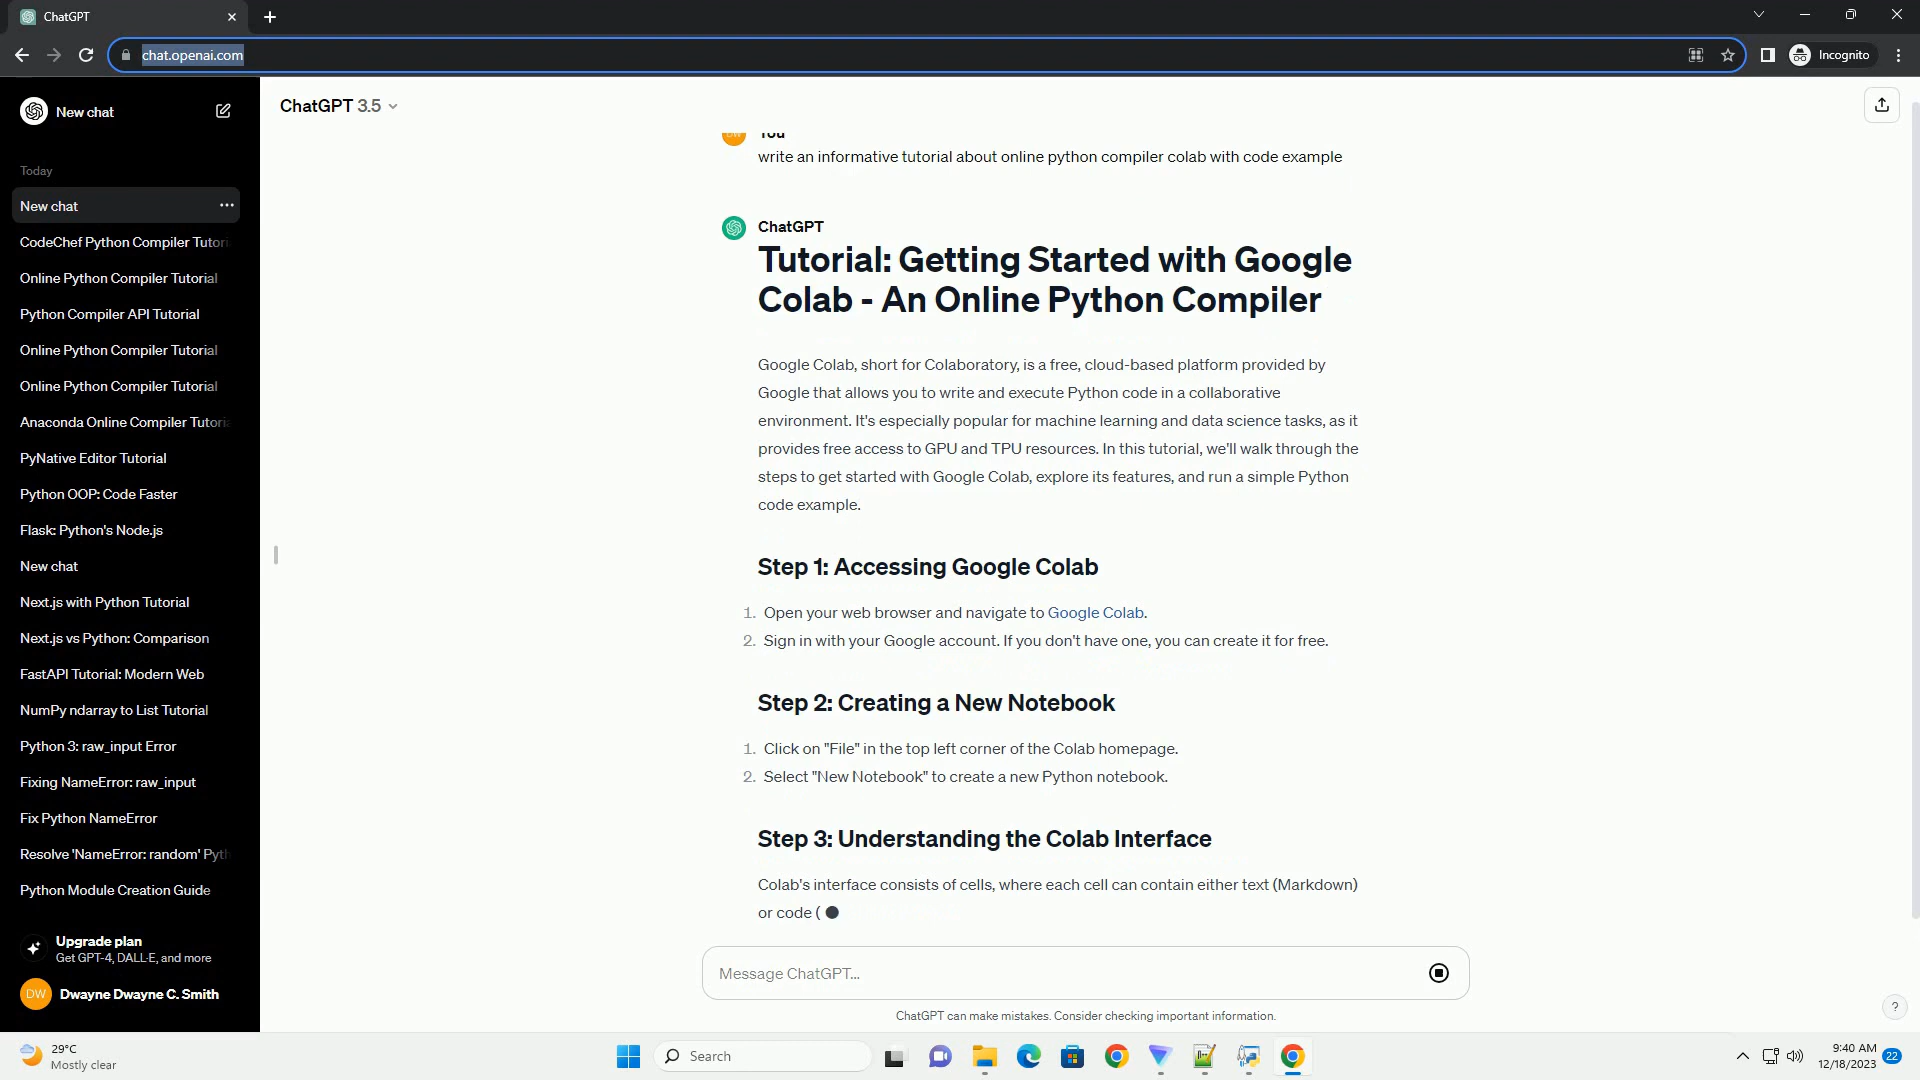 ChatGPT
chat.openai.com
Incognito
New chat
Today
New chat
CodeChef Python Compiler Tutori
Online Python Compiler Tutorial
Python Compiler API Tutorial
Online Python Compiler Tutorial
Online Python Compiler Tutorial
Anaconda Online Compiler Tutoria
PyNative Editor Tutorial
Python OOP: Code Faster
Flask: Python's Node.js
New chat
Next.js with Python Tutorial
Next.js vs Python: Comparison
FastAPI Tutorial: Modern Web
NumPy ndarray to List Tutorial
Python 3: raw_input Error
Fixing NameError: raw_input
Fix Python NameError
Resolve 'NameError: random' Pyth
Python Module Creation Guide
Upgrade plan
Get GPT-4, DALL·E, and more
DW
Dwayne Dwayne C. Smith
ChatGPT 3.5
DW
You
write an informative tutorial about online python compiler colab with code example
ChatGPT
Tutorial: Getting Started with Google
Colab - An Online Python Compiler
Google Colab, short for Colaboratory, is a free, cloud-based platform provided by
Google that allows you to write and execute Python code in a collaborative
environment. It's especially popular for machine learning and data science tasks, as it
provides free access to GPU and TPU resources. In this tutorial, we'll walk through the
steps to get started with Google Colab, explore its features, and run a simple Python
code example.
Step 1: Accessing Google Colab
1. Open your web browser and navigate to Google Colab.
2. Sign in with your Google account. If you don't have one, you can create it for free.
Step 2: Creating a New Notebook
1. Click on "File" in the top left corner of the Colab homepage.
2. Select "New Notebook" to create a new Python notebook.
Step 3: Understanding the Colab Interface
Colab's interface consists of cells, where each cell can contain either text (Markdown)
or code (
Message ChatGPT...
ChatGPT can make mistakes. Consider checking important information.
?
29°C
Mostly clear
Search
9:40 AM
12/18/2023
22